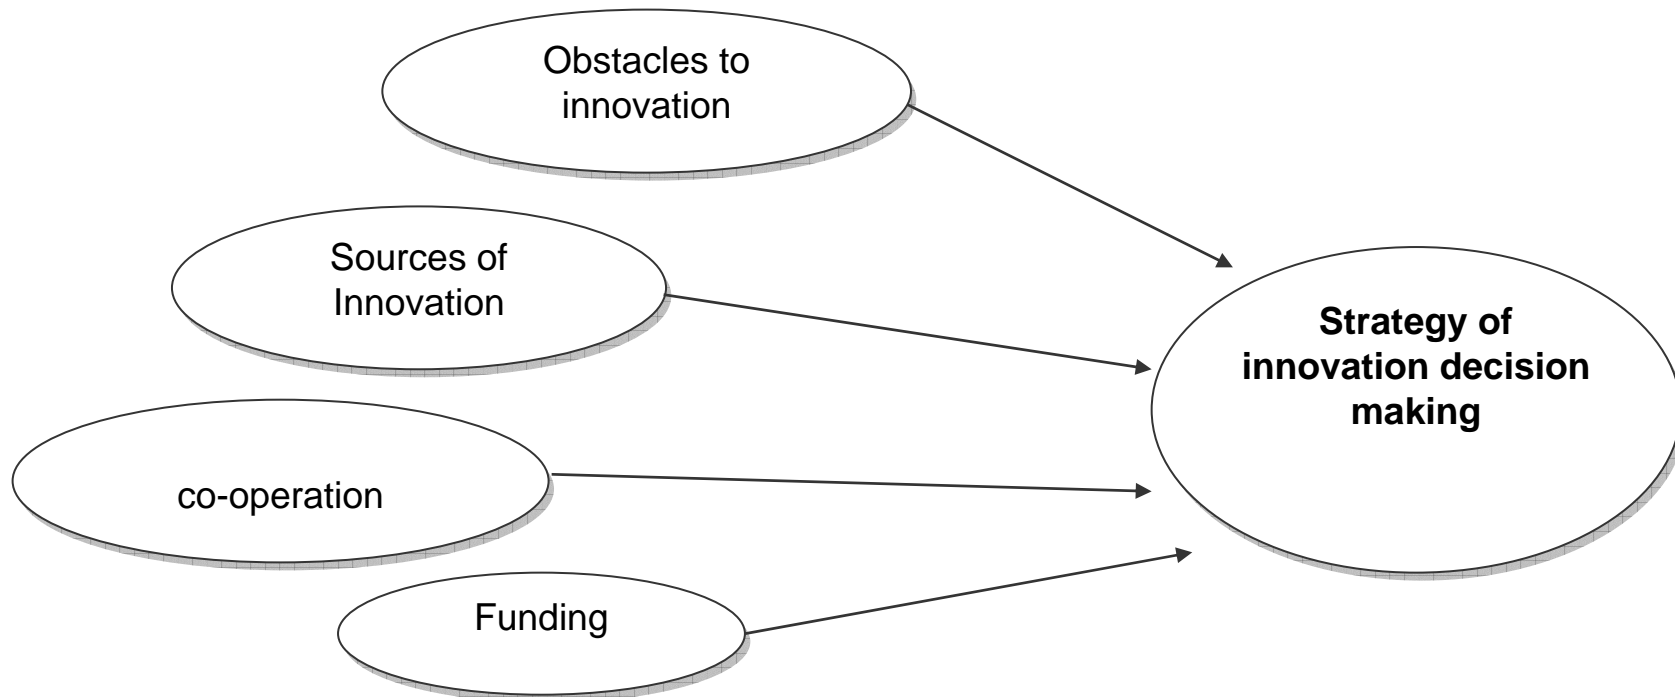 Obstacles to
innovation
Sources of
Innovation
Strategy of
innovation decision
making
co-operation
Funding